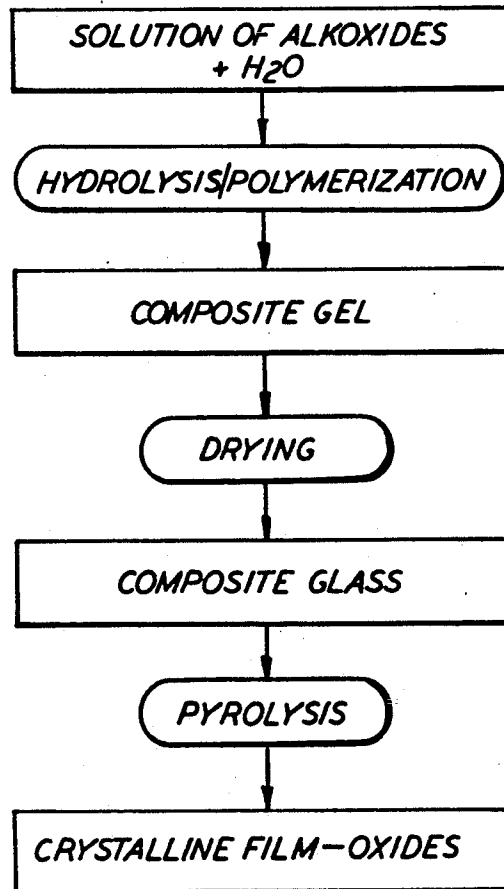 SOLUTION OF ALKOXIDES
+ H2O
HYDROLYSIS/POLYMERIZATION
COMPOSITE GEL
DRYING
COMPOSITE GLASS
PYROLYSIS
CRYSTALLINE FILM-OXIDES